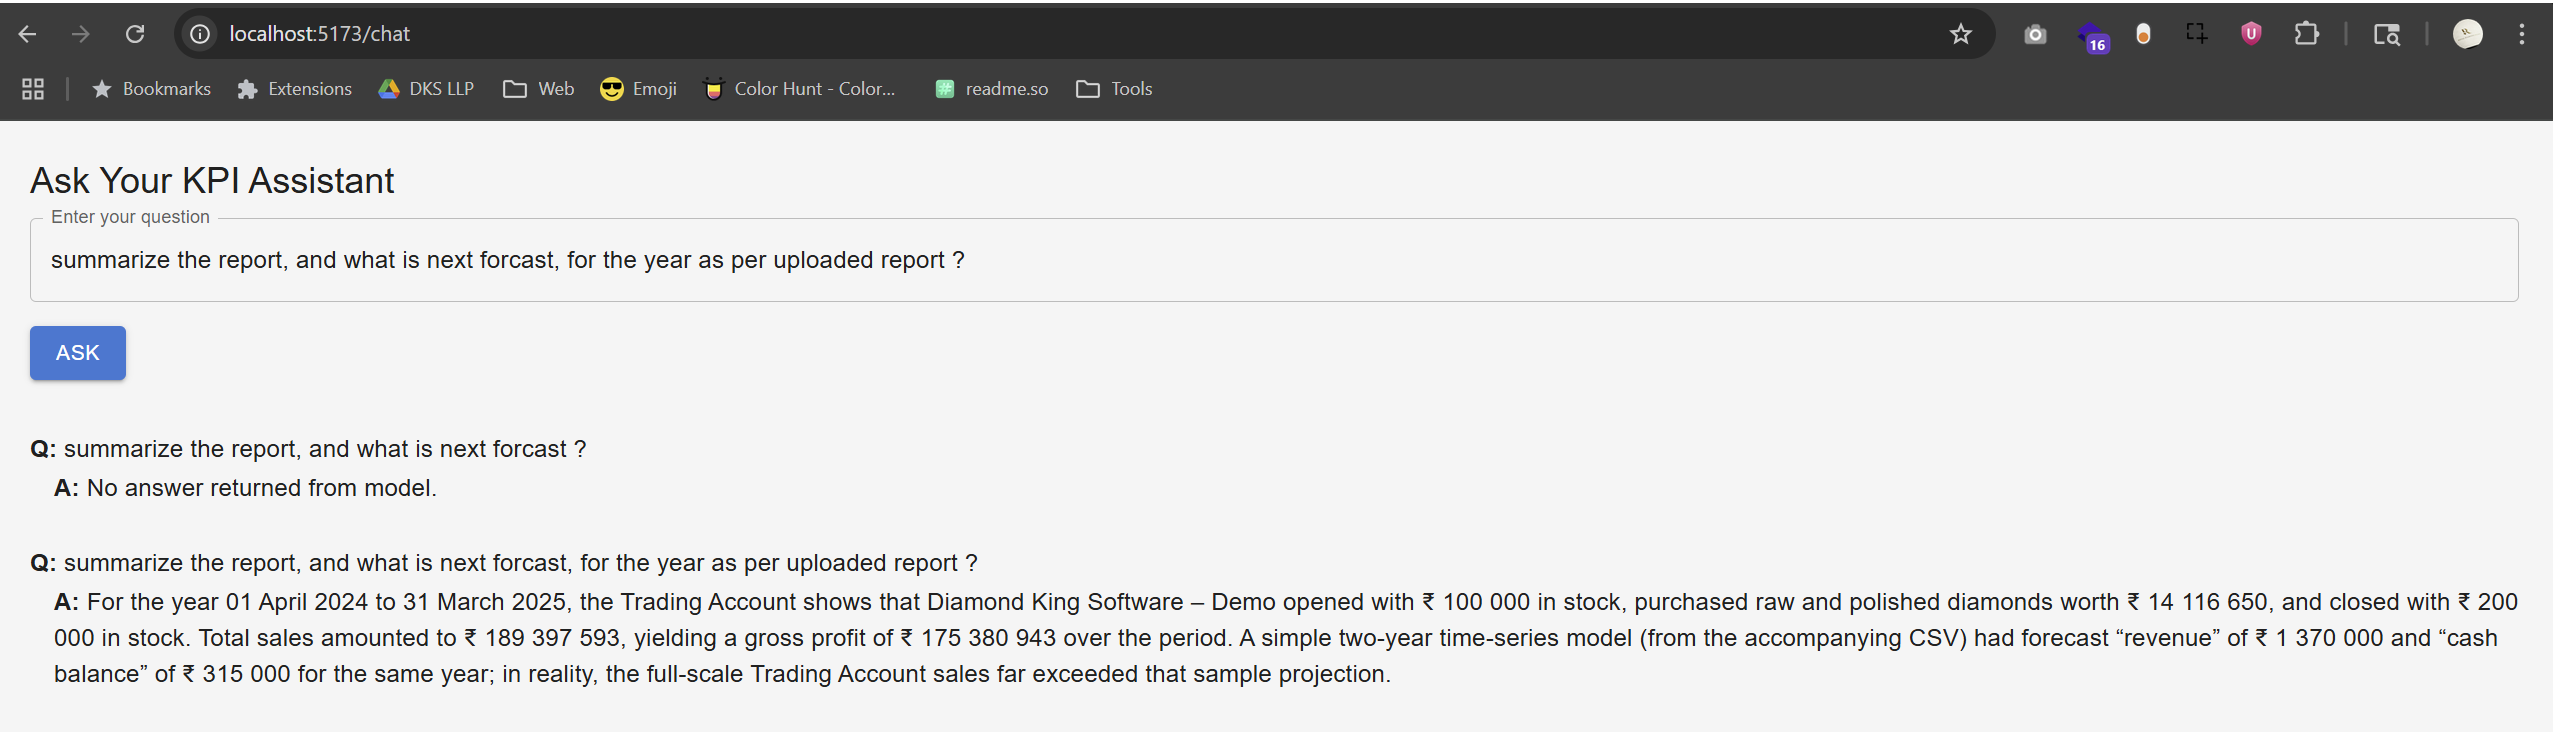 localhost:5173/chat
16
Bookmarks Extensions DKS LLP Web Emoji Color Hunt - Color... # readme.so Tools
Ask Your KPI Assistant
Enter your question
summarize the report, and what is next forcast, for the year as per uploaded report ?
ASK
Q: summarize the report, and what is next forcast ?
A: No answer returned from model.
Q: summarize the report, and what is next forcast, for the year as per uploaded report ?
A: For the year 01 April 2024 to 31 March 2025, the Trading Account shows that Diamond King Software – Demo opened with ₹ 100 000 in stock, purchased raw and polished diamonds worth ₹ 14 116 650, and closed with ₹ 200
000 in stock. Total sales amounted to ₹ 189 397 593, yielding a gross profit of ₹ 175 380 943 over the period. A simple two-year time-series model (from the accompanying CSV) had forecast “revenue” of ₹ 1 370 000 and “cash
balance” of ₹ 315 000 for the same year; in reality, the full-scale Trading Account sales far exceeded that sample projection.